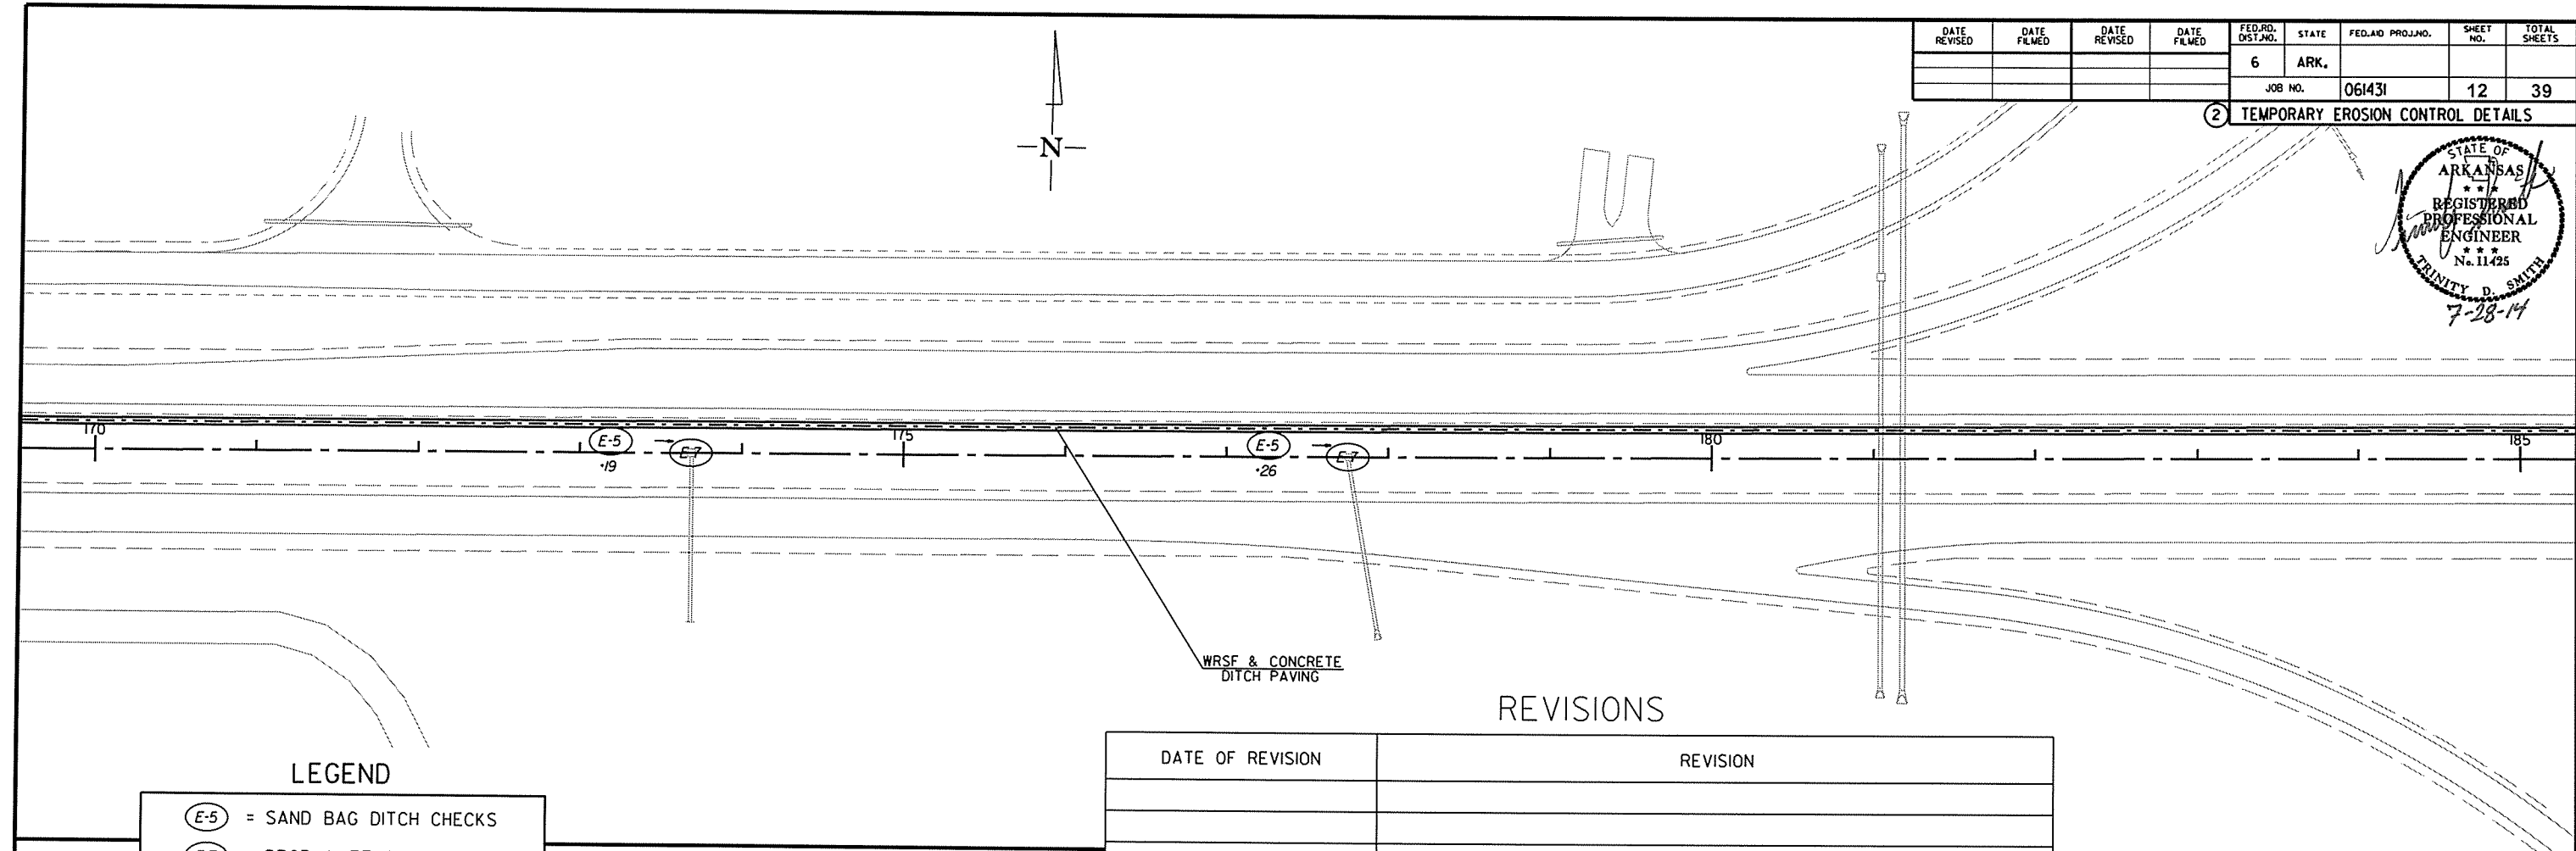 DATE REVISED DATE FILMED DATE REVISED DATE FILMED FED.RD. DIST.NO. STATE FED.AID PROJ.NO. SHEET NO. TOTAL SHEETS
6 ARK.
JOB NO. 061431 12 39
2 TEMPORARY EROSION CONTROL DETAILS
STATE OF
ARKANSAS
REGISTERED
PROFESSIONAL
ENGINEER
No. 11425
TRINITY D. SMITH
7-28-14
N
170 175 180 185
E-5 E-7 E-5 E-7
·19 ·26
WRSF & CONCRETE
DITCH PAVING
REVISIONS
DATE OF REVISION REVISION
LEGEND
E-5 = SAND BAG DITCH CHECKS